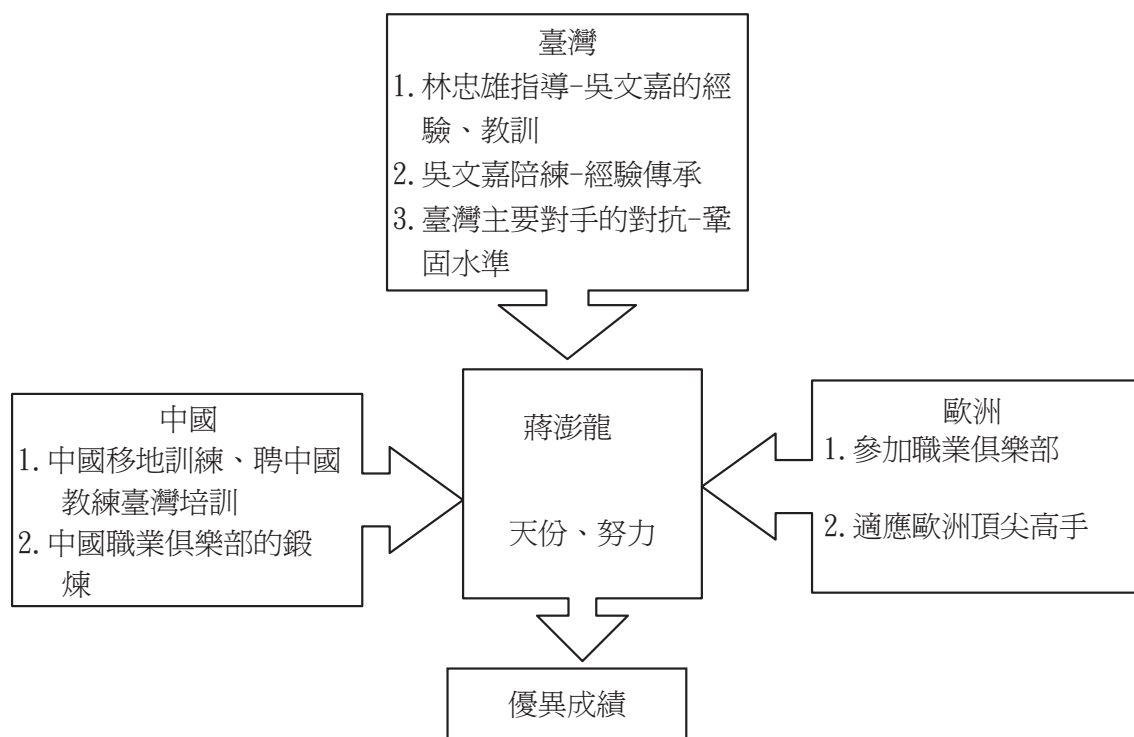 臺灣
1.林忠雄指導-吳文嘉的經
驗、教訓
2.吳文嘉陪練-經驗傳承
3.臺灣主要對手的對抗-鞏
固水準
中國
1.中國移地訓練、聘中國
教練臺灣培訓
2.中國職業俱樂部的鍛
煉
蔣澎龍
天份、努力
歐洲
1.參加職業俱樂部
2.適應歐洲頂尖高手
優異成績